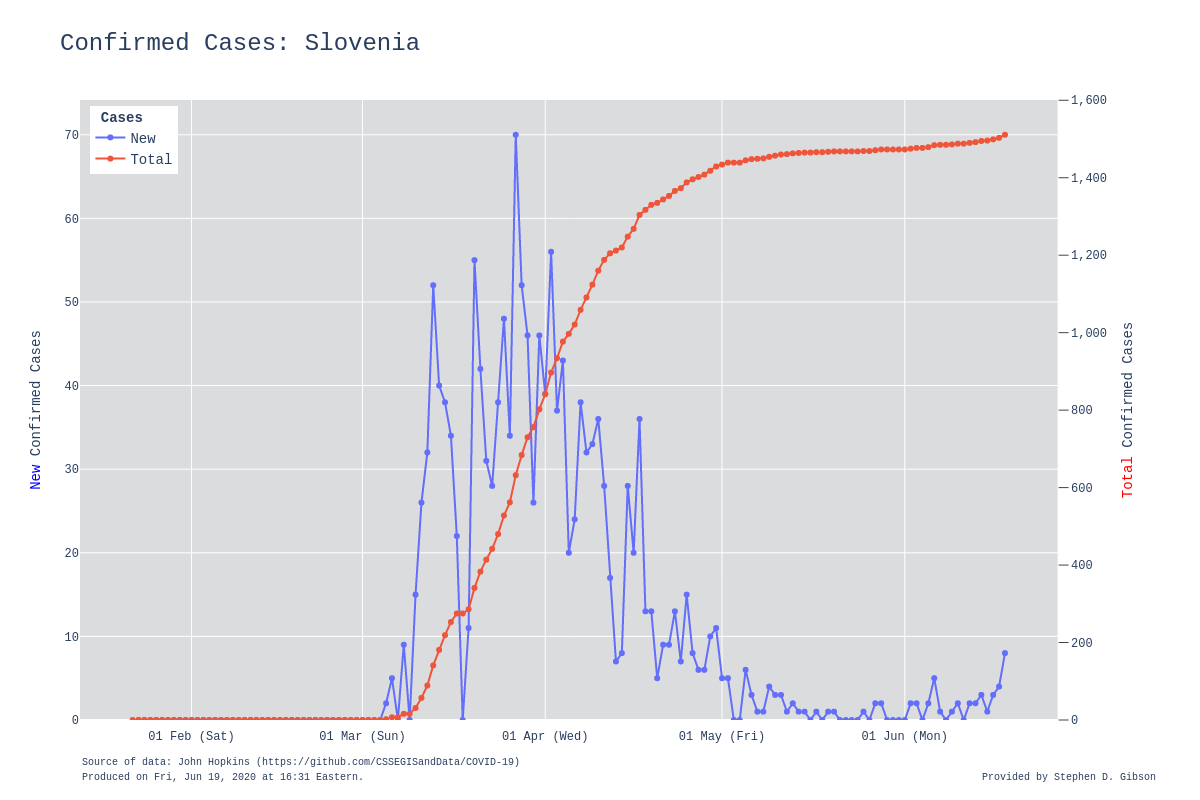 Confirmed Cases: Slovenia
Cases
New
Total
70
60
50
40
30
20
10
0
New Confirmed Cases
1,600
1,400
1,200
1,000
800
600
400
200
0
Total Confirmed Cases
01 Feb (Sat)
01 Mar (Sun)
01 Apr (Wed)
01 May (Fri)
01 Jun (Mon)
Source of data: John Hopkins (https://github.com/CSSEGISandData/COVID-19)
Produced on Fri, Jun 19, 2020 at 16:31 Eastern.
Provided by Stephen D. Gibson